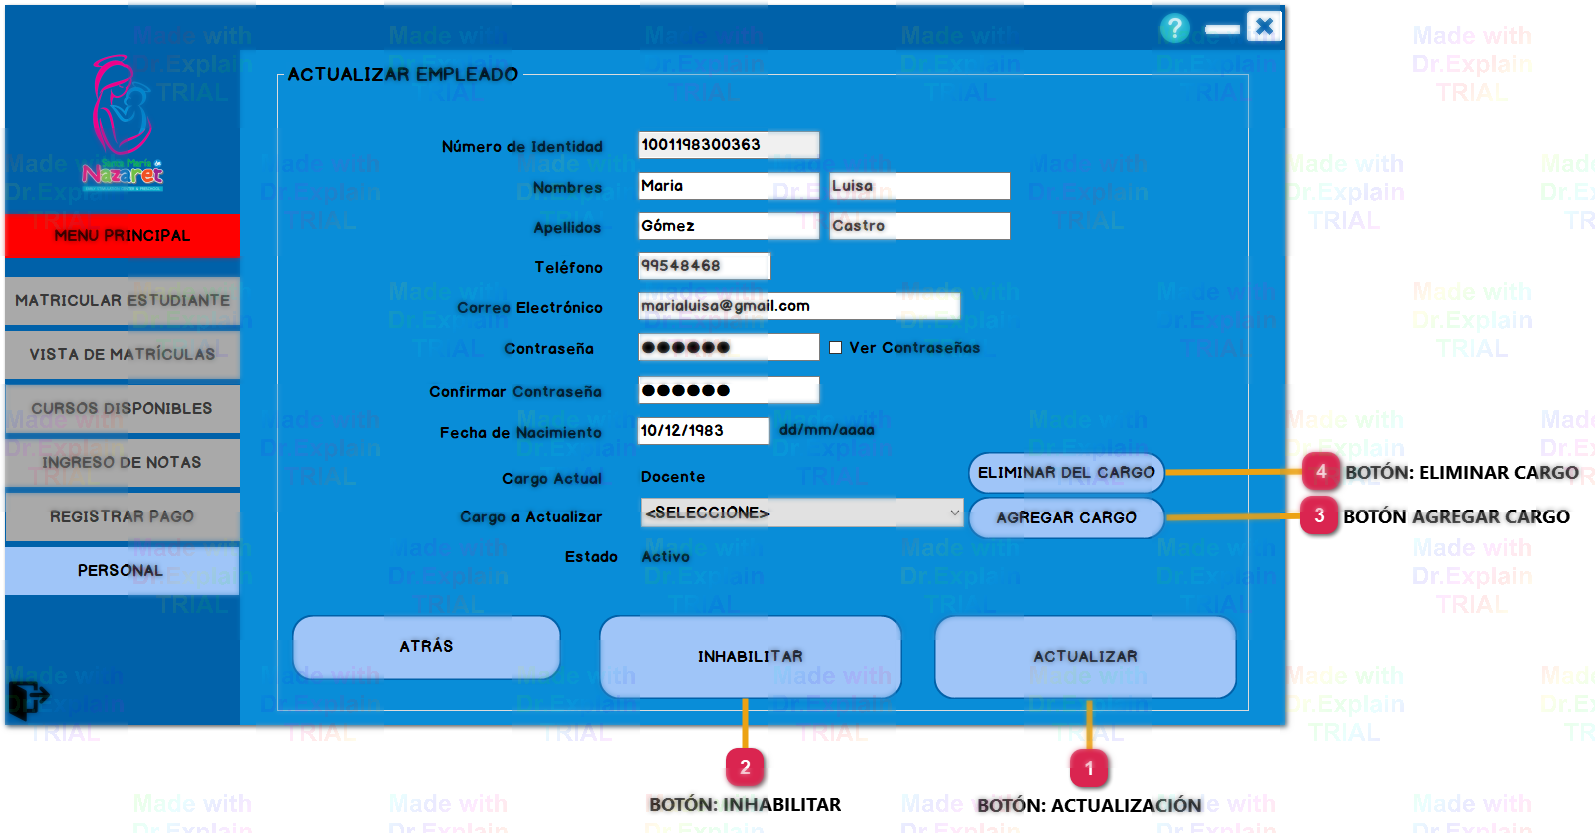 ?
ACTUALIZAR EMPLEADO
Santa María de
Nazaret
Número de Identidad 1001198300363
Nombres Maria Luisa
Apellidos Gómez Castro
Teléfono 99548468
Correo Electrónico marialuisa@gmail.com
Contraseña ●●●●●● Ver Contraseñas
Confirmar Contraseña ●●●●●●
Fecha de Nacimiento 10/12/1983 dd/mm/aaaa
Cargo Actual Docente ELIMINAR DEL CARGO
Cargo a Actualizar <SELECCIONE> AGREGAR CARGO
Estado Activo
MENU PRINCIPAL
MATRICULAR ESTUDIANTE
VISTA DE MATRÍCULAS
CURSOS DISPONIBLES
INGRESO DE NOTAS
REGISTRAR PAGO
PERSONAL
ATRÁS
INHABILITAR
ACTUALIZAR
4 BOTÓN: ELIMINAR CARGO
3 BOTÓN AGREGAR CARGO
2
BOTÓN: INHABILITAR
1
BOTÓN: ACTUALIZACIÓN
Made with
Dr.Explain
TRIAL